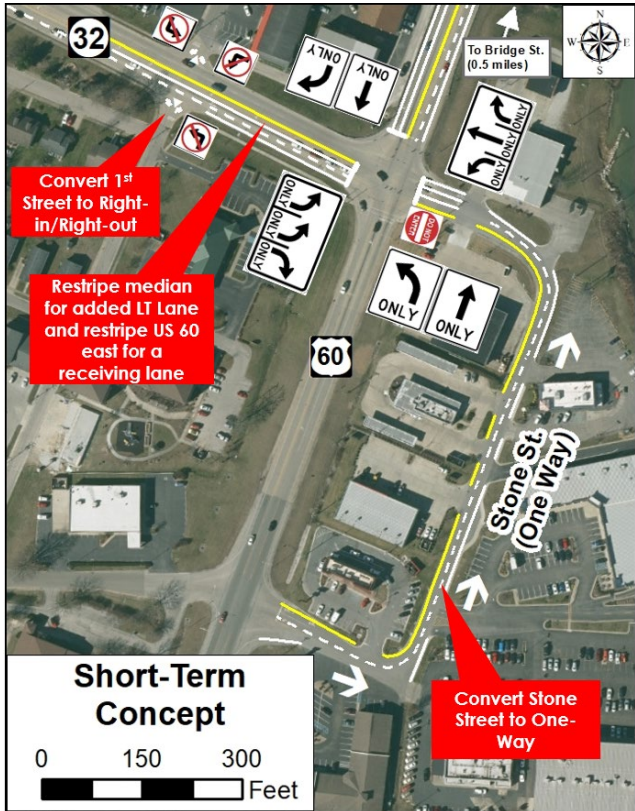 32
To Bridge St.
(0.5 miles)
N
W
E
S
ONLY
ONLY
ONLY
ONLY
ONLY
Convert 1st
Street to Right-
in/Right-out
ONLY
ONLY
ONLY
DO NOT
ENTER
Restripe median
for added LT Lane
and restripe US 60
east for a
receiving lane
ONLY
ONLY
60
Stone St.
(One Way)
Short-Term
Concept
0
150
300
Feet
Convert Stone
Street to One-
Way